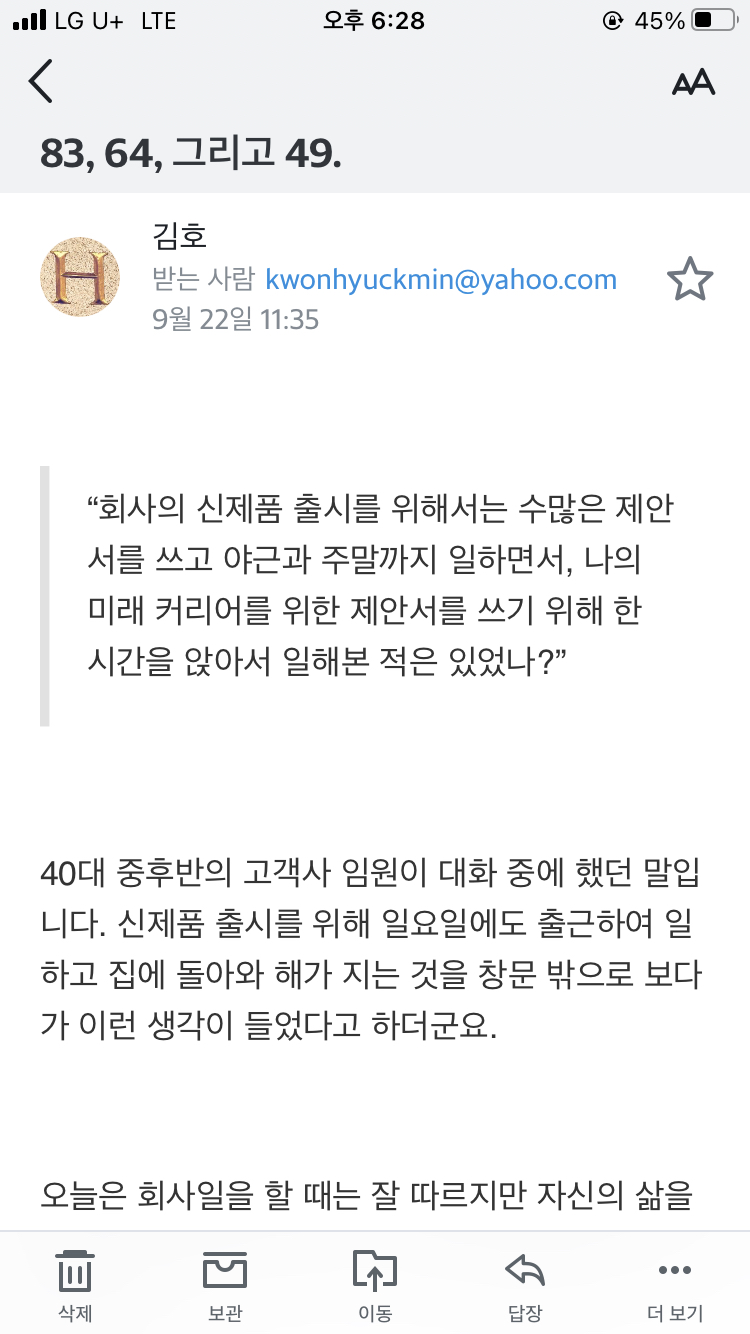 LG U+ LTE 오후 6:28 45%
AA
83, 64, 그리고 49.
H
김호
받는 사람 kwonhyuckmin@yahoo.com
9월 22일 11:35
“회사의 신제품 출시를 위해서는 수많은 제안
서를 쓰고 야근과 주말까지 일하면서, 나의
미래 커리어를 위한 제안서를 쓰기 위해 한
시간을 앉아서 일해본 적은 있었나?”
40대 중후반의 고객사 임원이 대화 중에 했던 말입
니다. 신제품 출시를 위해 일요일에도 출근하여 일
하고 집에 돌아와 해가 지는 것을 창문 밖으로 보다
가 이런 생각이 들었다고 하더군요.
오늘은 회사일을 할 때는 잘 따르지만 자신의 삶을
삭제 보관 이동 답장 더 보기